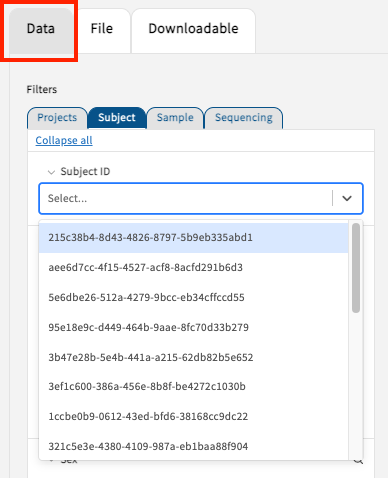 Data File Downloadable
Filters
Projects Subject Sample Sequencing
Collapse all
Subject ID
Select...
215c38b4-8d43-4826-8797-5b9eb335abd1
aee6d7cc-4f15-4527-acf8-8acfd291b6d3
5e6dbe26-512a-4279-9bcc-eb34cffccd55
95e18e9c-d449-464b-9aae-8fc70d33b279
3b47e28b-5e4b-441a-a215-62db82b5e652
3ef1c600-386a-456e-8b8f-be4272c1030b
1ccbe0b9-0612-43ed-bfd6-38168cc9dc22
321c5e3e-4380-4109-987a-eb1baa88f904
Sex